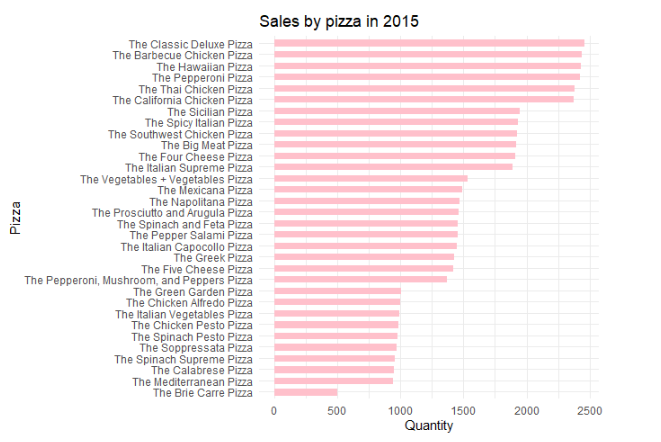 Sales by pizza in 2015
Pizza
The Classic Deluxe Pizza
The Barbecue Chicken Pizza
The Hawaiian Pizza
The Pepperoni Pizza
The Thai Chicken Pizza
The California Chicken Pizza
The Sicilian Pizza
The Spicy Italian Pizza
The Southwest Chicken Pizza
The Big Meat Pizza
The Four Cheese Pizza
The Italian Supreme Pizza
The Vegetables + Vegetables Pizza
The Mexicana Pizza
The Napolitana Pizza
The Prosciutto and Arugula Pizza
The Spinach and Feta Pizza
The Pepper Salami Pizza
The Italian Capocollo Pizza
The Greek Pizza
The Five Cheese Pizza
The Pepperoni, Mushroom, and Peppers Pizza
The Green Garden Pizza
The Chicken Alfredo Pizza
The Italian Vegetables Pizza
The Chicken Pesto Pizza
The Spinach Pesto Pizza
The Soppressata Pizza
The Spinach Supreme Pizza
The Calabrese Pizza
The Mediterranean Pizza
The Brie Carre Pizza
0 500 1000 1500 2000 2500
Quantity